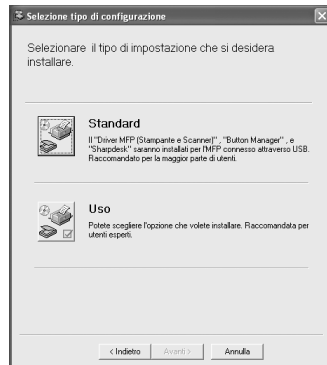 Selezione tipo di configurazione
Selezionare il tipo di impostazione che si desidera
installare.
Standard
Il "Driver MFP (Stampante e Scanner)" , "Button Manager" , e
"Sharpdesk" saranno installati per l'MFP connesso attraverso USB.
Raccomandato per la maggior parte di utenti.
Uso
Potete scegliere l'opzione che volete installare. Raccomandata per
utenti esperti.
< Indietro
Avanti >
Annulla